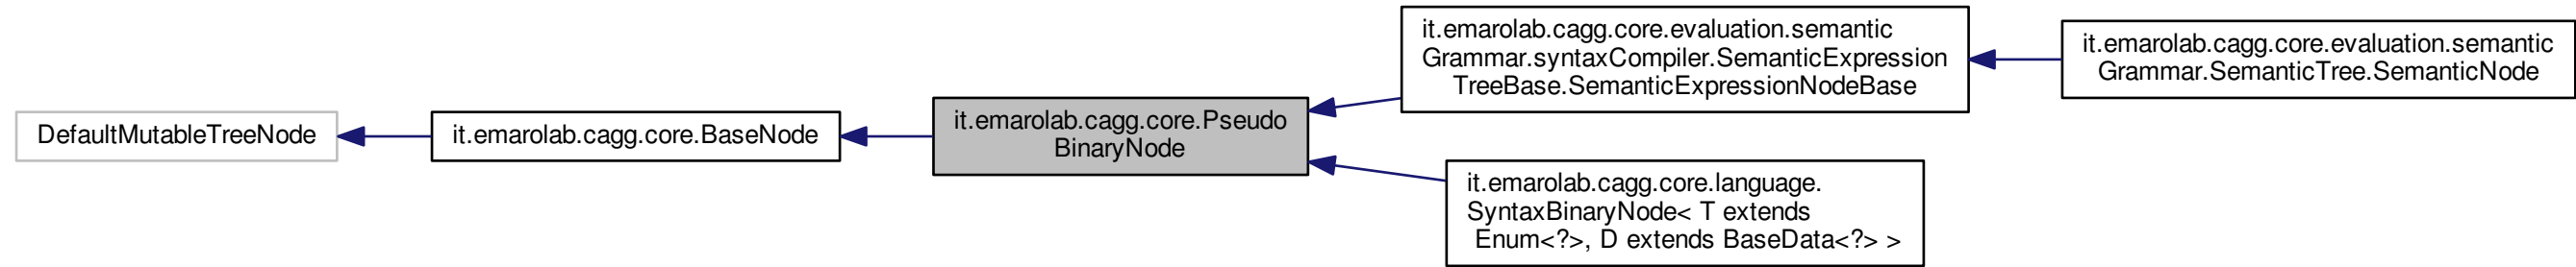 DefaultMutableTreeNode
it.emarolab.cagg.core.BaseNode
it.emarolab.cagg.core.Pseudo
BinaryNode
it.emarolab.cagg.core.evaluation.semantic
Grammar.syntaxCompiler.SemanticExpression
TreeBase.SemanticExpressionNodeBase
it.emarolab.cagg.core.evaluation.semantic
Grammar.SemanticTree.SemanticNode
it.emarolab.cagg.core.language.
SyntaxBinaryNode< T extends
Enum<?>, D extends BaseData<?> >